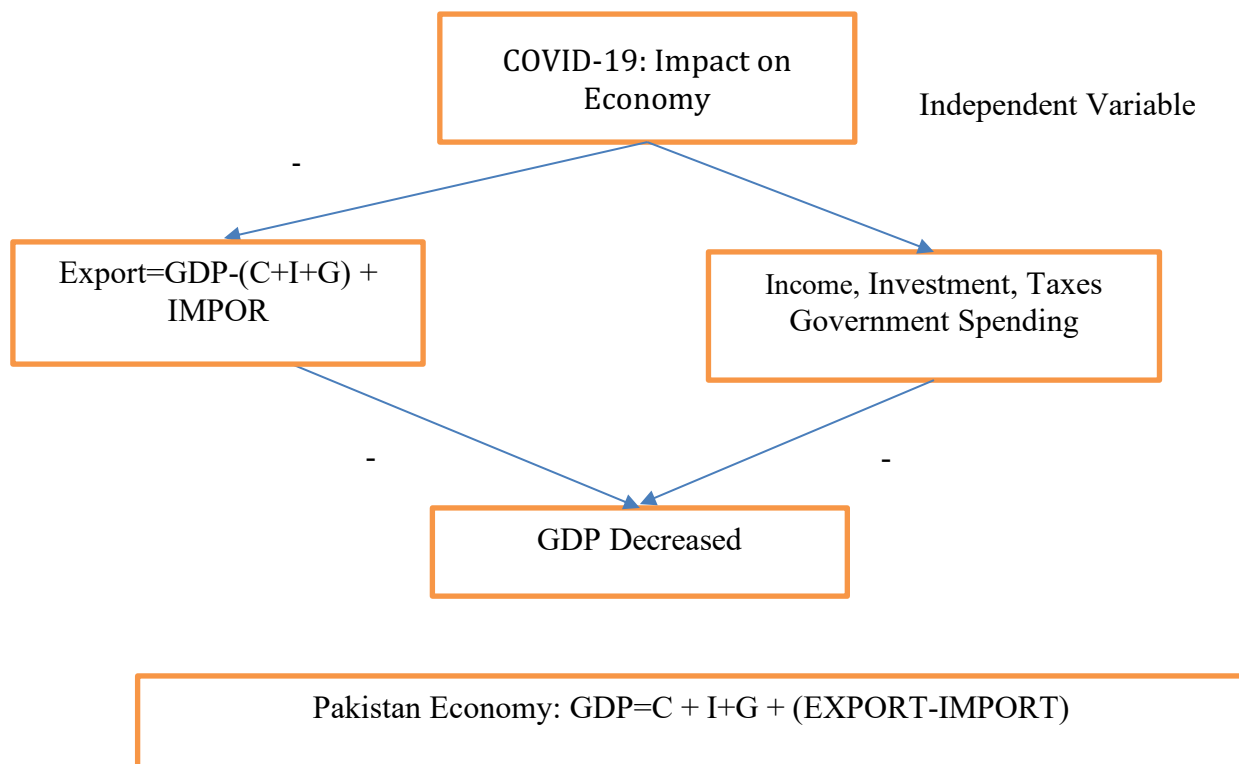 COVID-19: Impact on
Economy
Independent Variable
-
Export=GDP-(C+I+G) +
IMPOR
Income, Investment, Taxes
Government Spending
-
-
GDP Decreased
Pakistan Economy: GDP=C + I+G + (EXPORT-IMPORT)